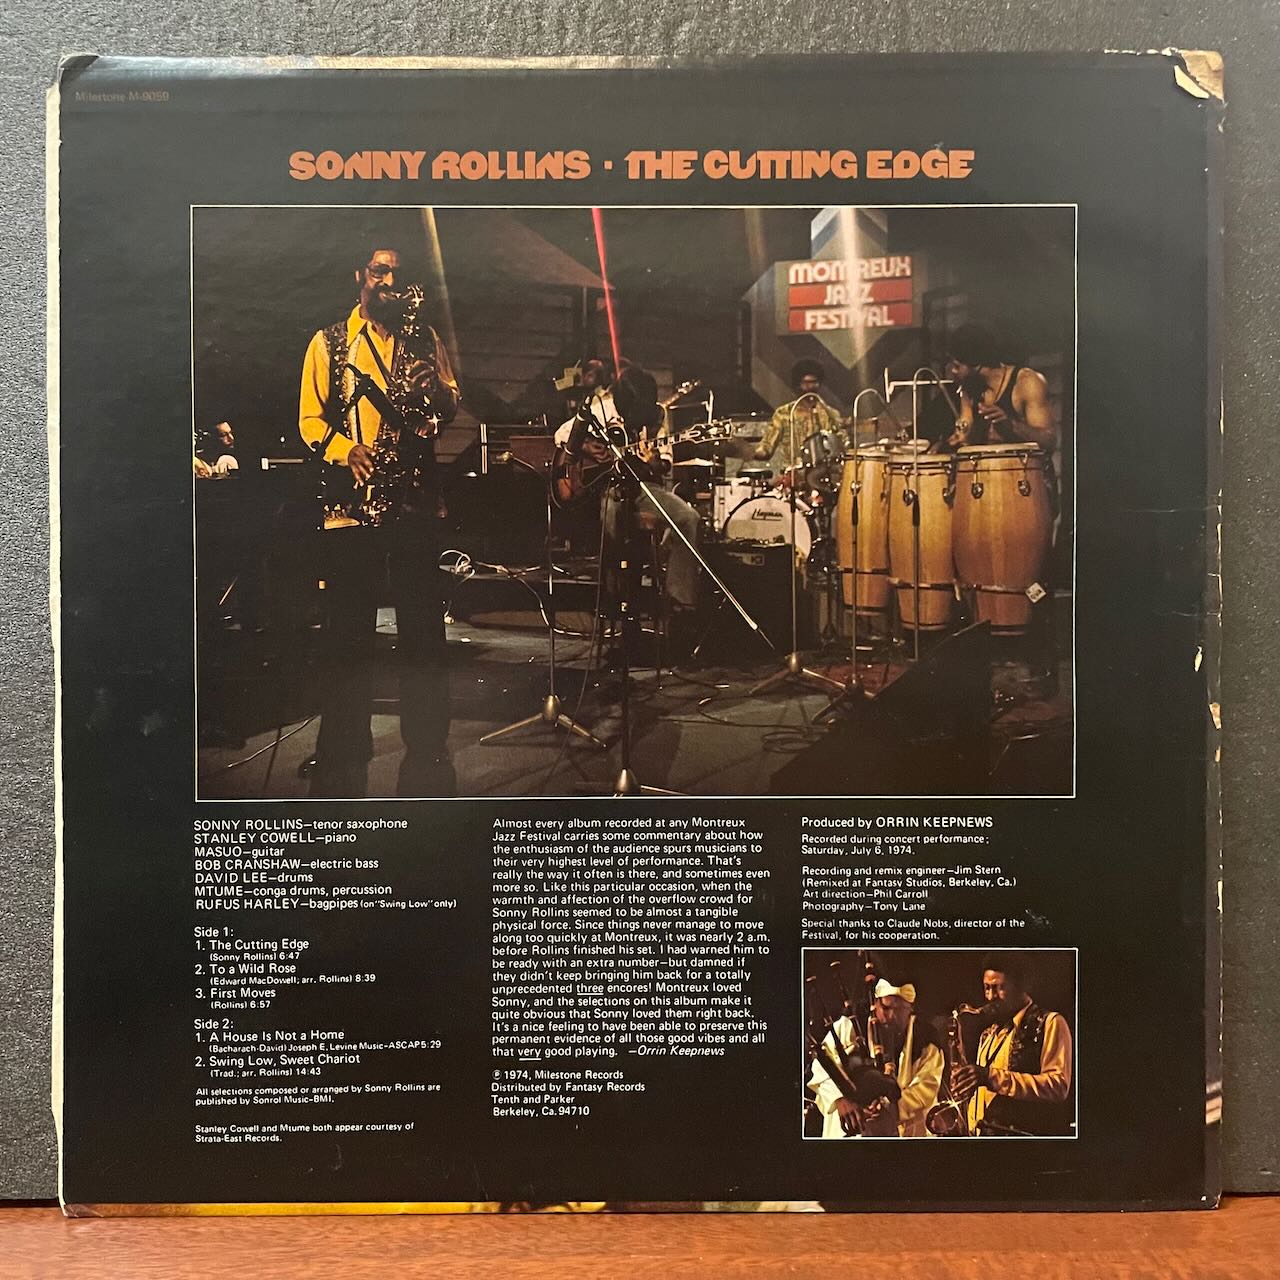 Milestone M-9059
SONNY ROLLINS · THE CUTTING EDGE
MONTREUX
JAZZ
FESTIVAL
Hayman
SONNY ROLLINS—tenor saxophone
STANLEY COWELL—piano
MASUO—guitar
BOB CRANSHAW—electric bass
DAVID LEE—drums
MTUME—conga drums, percussion
RUFUS HARLEY—bagpipes (on "Swing Low" only)
Side 1:
1. The Cutting Edge
(Sonny Rollins) 6:47
2. To a Wild Rose
(Edward MacDowell; arr. Rollins) 8:39
3. First Moves
(Rollins) 6:57
Side 2:
1. A House Is Not a Home
(Bacharach-David) Joseph E. Levine Music-ASCAP 5:29
2. Swing Low, Sweet Chariot
(Trad.; arr. Rollins) 14:43
All selections composed or arranged by Sonny Rollins are
published by Sonrol Music-BMI.
Stanley Cowell and Mtume both appear courtesy of
Strata-East Records.
Almost every album recorded at any Montreux
Jazz Festival carries some commentary about how
the enthusiasm of the audience spurs musicians to
their very highest level of performance. That's
really the way it often is there, and sometimes even
more so. Like this particular occasion, when the
warmth and affection of the overflow crowd for
Sonny Rollins seemed to be almost a tangible
physical force. Since things never manage to move
along too quickly at Montreux, it was nearly 2 a.m.
before Rollins finished his set. I had warned him to
be ready with an extra number—but damned if
they didn't keep bringing him back for a totally
unprecedented three encores! Montreux loved
Sonny, and the selections on this album make it
quite obvious that Sonny loved them right back.
It's a nice feeling to have been able to preserve this
permanent evidence of all those good vibes and all
that very good playing. —Orrin Keepnews
℗ 1974, Milestone Records
Distributed by Fantasy Records
Tenth and Parker
Berkeley, Ca. 94710
Produced by ORRIN KEEPNEWS
Recorded during concert performance;
Saturday, July 6, 1974.
Recording and remix engineer—Jim Stern
(Remixed at Fantasy Studios, Berkeley, Ca.)
Art direction—Phil Carroll
Photography—Tony Lane
Special thanks to Claude Nobs, director of the
Festival, for his cooperation.